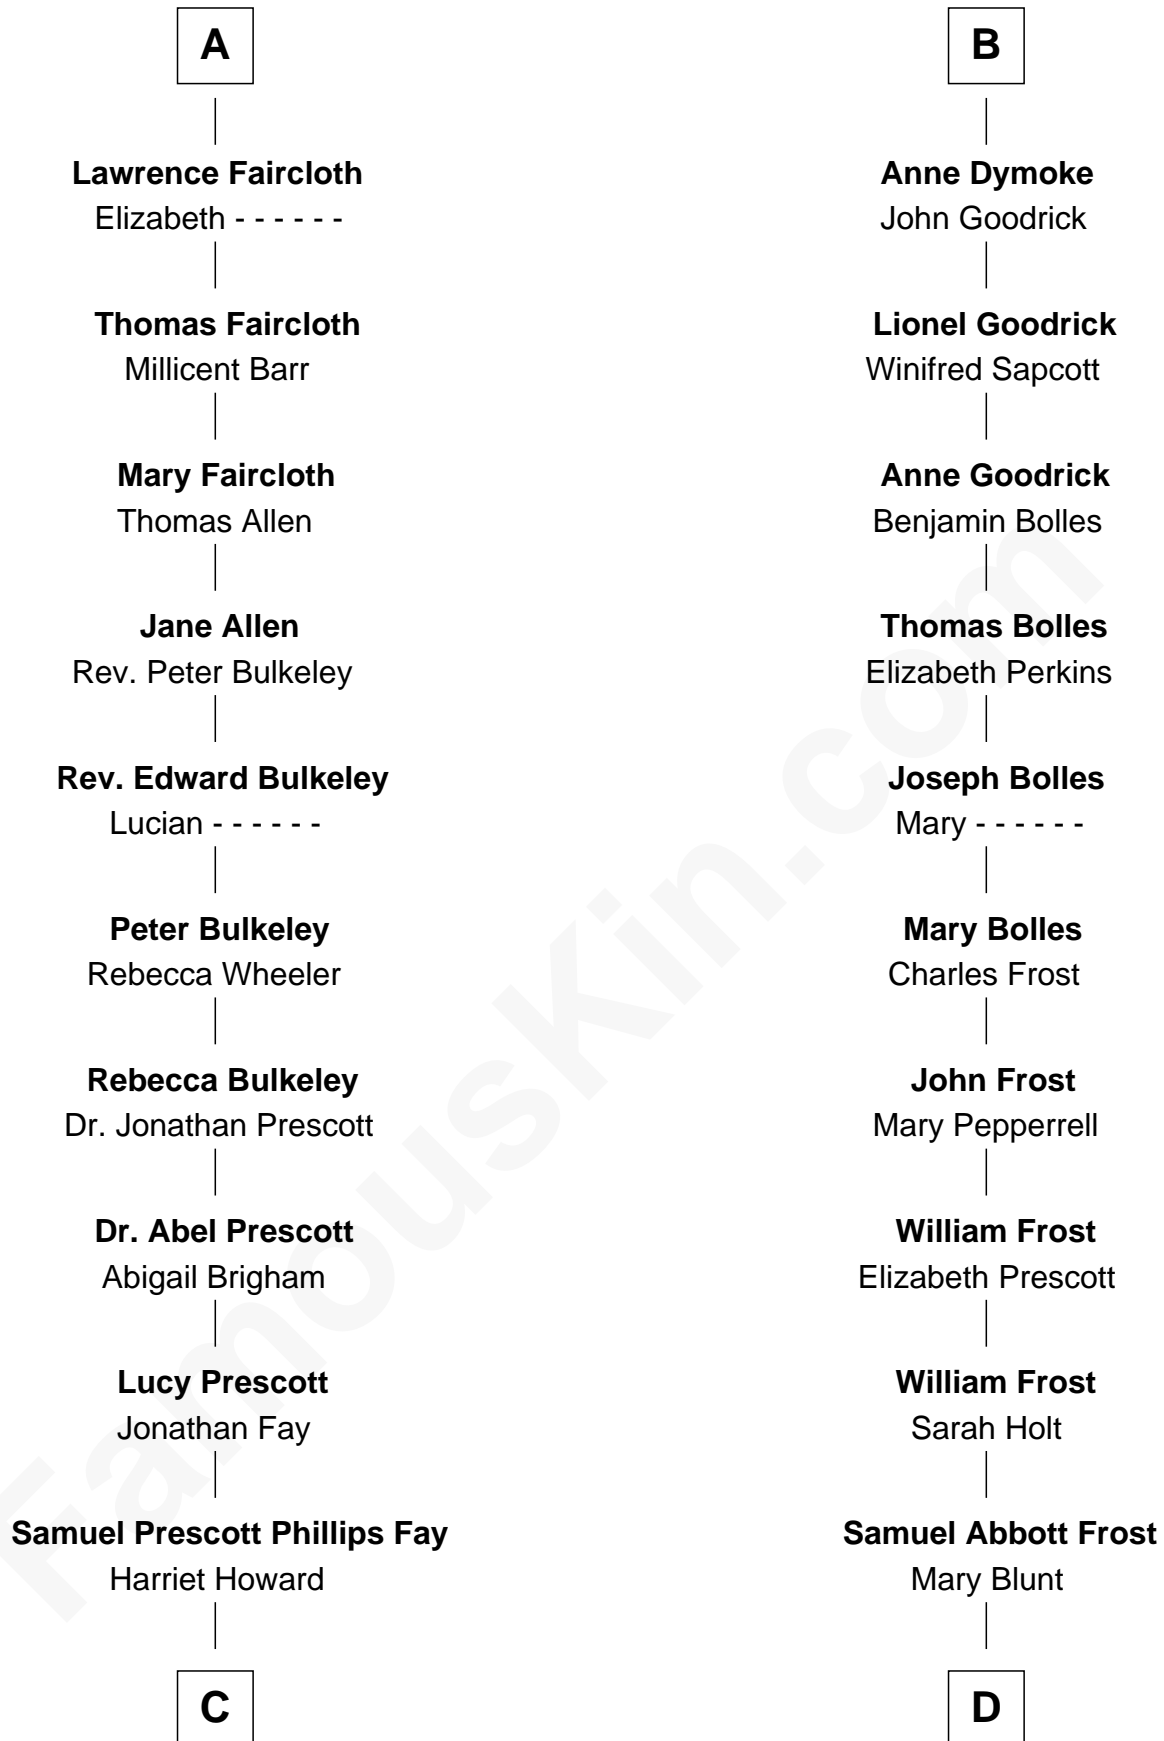 A
Lawrence Faircloth
Elizabeth - - - - - -
Thomas Faircloth
Millicent Barr
Mary Faircloth
Thomas Allen
Jane Allen
Rev. Peter Bulkeley
Rev. Edward Bulkeley
Lucian - - - - - -
Peter Bulkeley
Rebecca Wheeler
Rebecca Bulkeley
Dr. Jonathan Prescott
Dr. Abel Prescott
Abigail Brigham
Lucy Prescott
Jonathan Fay
Samuel Prescott Phillips Fay
Harriet Howard
C
B
Anne Dymoke
John Goodrick
Lionel Goodrick
Winifred Sapcott
Anne Goodrick
Benjamin Bolles
Thomas Bolles
Elizabeth Perkins
Joseph Bolles
Mary - - - - - -
Mary Bolles
Charles Frost
John Frost
Mary Pepperrell
William Frost
Elizabeth Prescott
William Frost
Sarah Holt
Samuel Abbott Frost
Mary Blunt
D
FamousKin.com